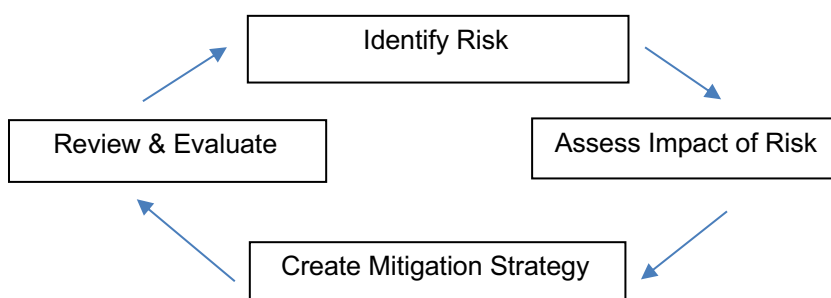 Identify Risk
Review & Evaluate
Assess Impact of Risk
Create Mitigation Strategy